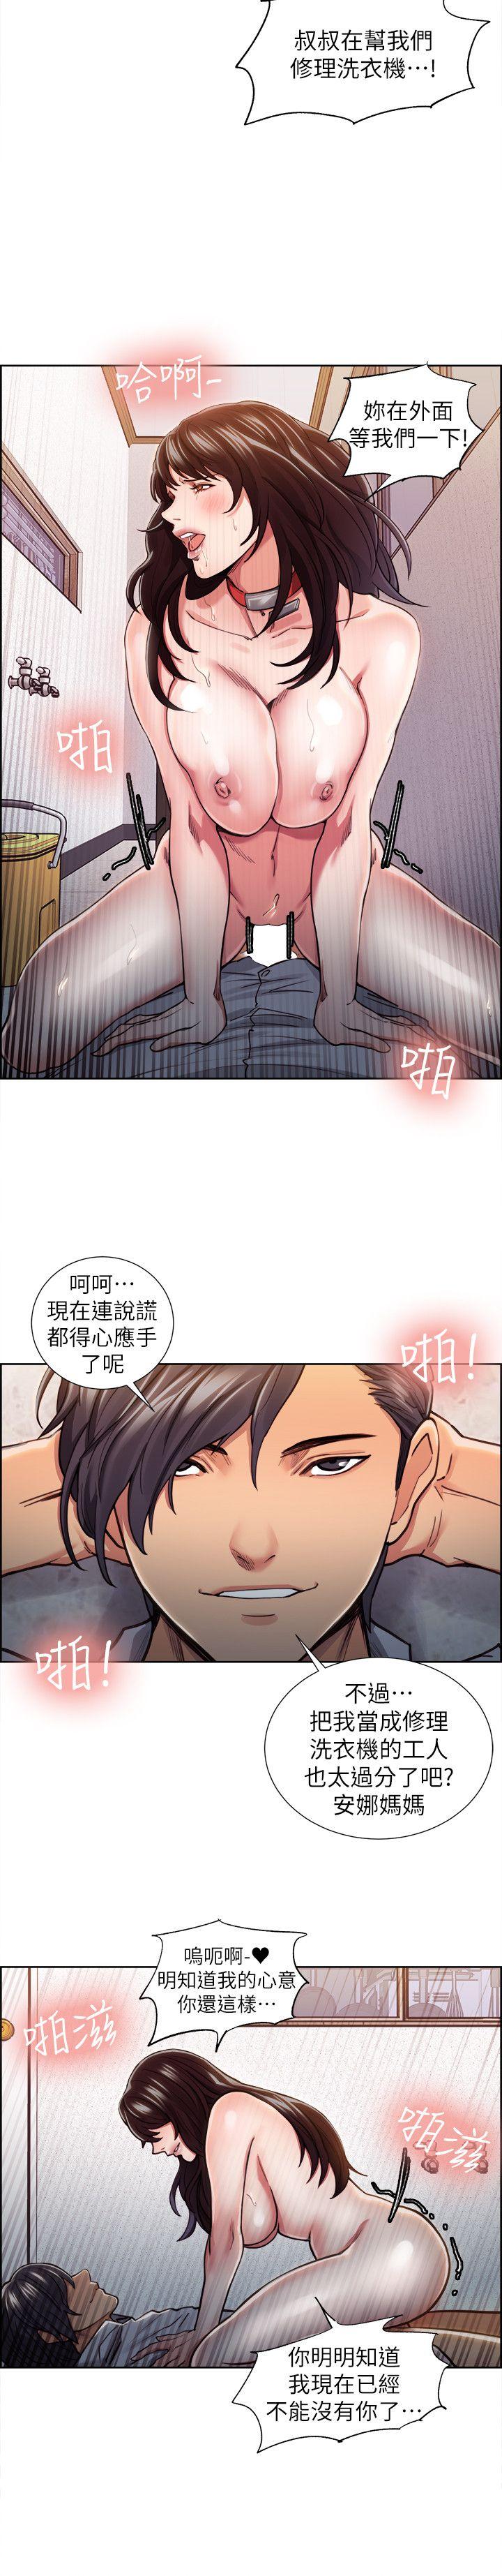 叔叔在幫我們
修理洗衣機⋯!
哈啊-
妳在外面
等我們一下!
啪
啪
呵呵⋯
現在連說謊
都得心應手
了呢
啪!
啪!
不過⋯
把我當成修理
洗衣機的工人
也太過分了吧?
安娜媽媽
嗚呃啊-♥
明知道我的心意
你還這樣⋯
啪滋
啪滋
你明明知道
我現在已經
不能沒有你了⋯